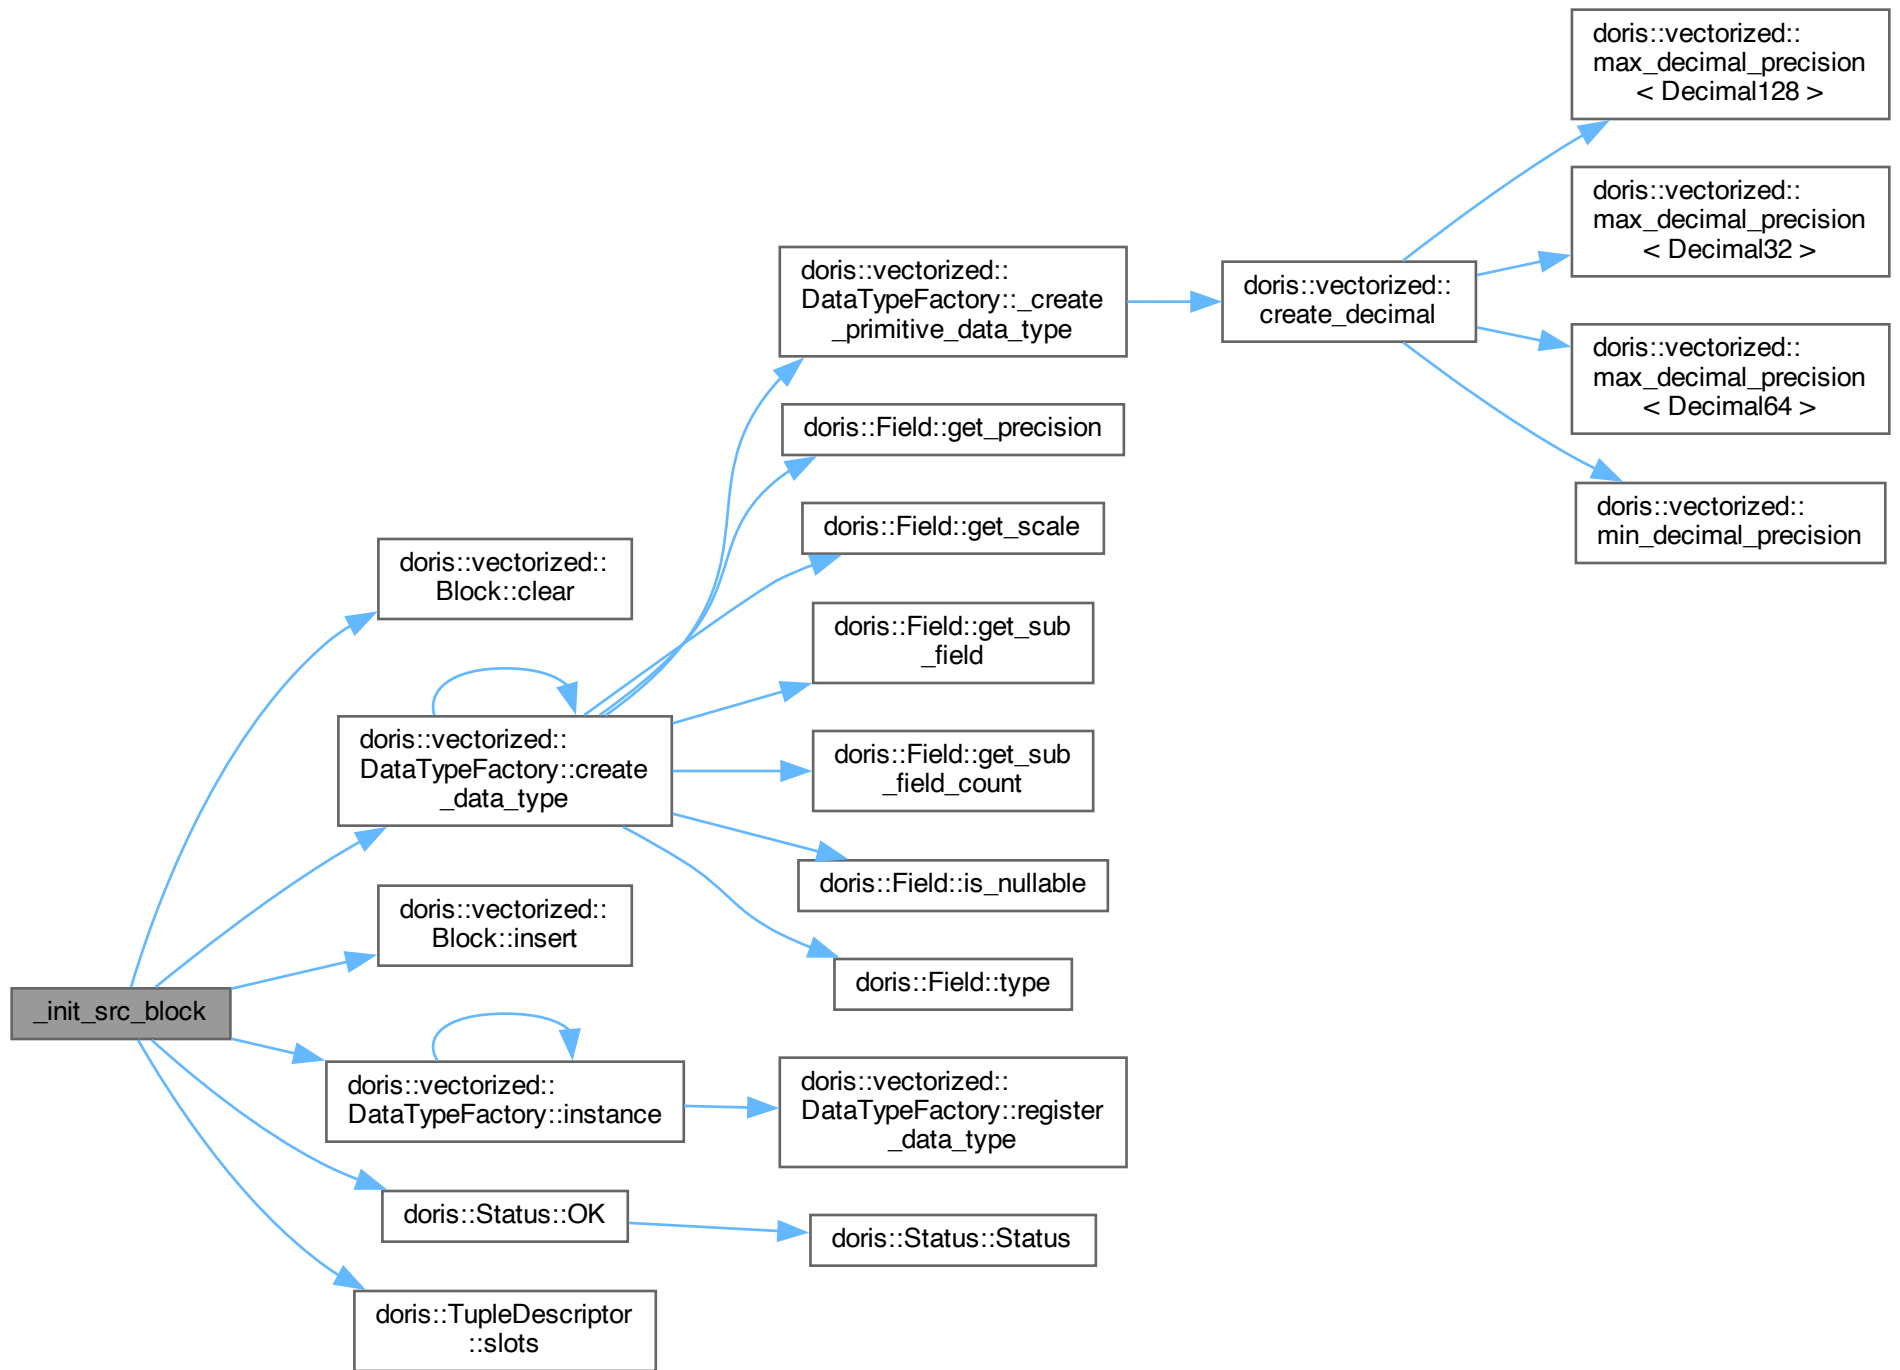 doris::vectorized::
max_decimal_precision
< Decimal128 >
doris::vectorized::
max_decimal_precision
< Decimal32 >
doris::vectorized::
DataTypeFactory::_create
_primitive_data_type
doris::vectorized::
create_decimal
doris::vectorized::
max_decimal_precision
< Decimal64 >
doris::Field::get_precision
doris::vectorized::
min_decimal_precision
doris::Field::get_scale
doris::vectorized::
Block::clear
doris::Field::get_sub
_field
doris::vectorized::
DataTypeFactory::create
_data_type
doris::Field::get_sub
_field_count
doris::Field::is_nullable
doris::vectorized::
Block::insert
doris::Field::type
_init_src_block
doris::vectorized::
DataTypeFactory::instance
doris::vectorized::
DataTypeFactory::register
_data_type
doris::Status::OK
doris::Status::Status
doris::TupleDescriptor
::slots